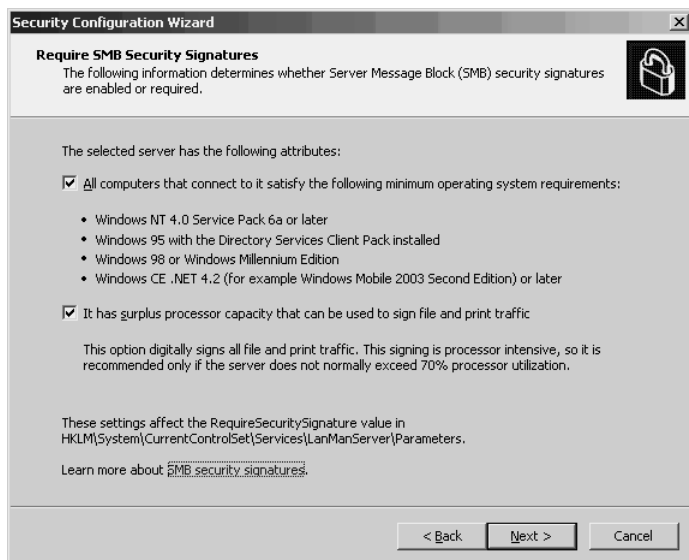 Security Configuration Wizard
Require SMB Security Signatures
The following information determines whether Server Message Block (SMB) security signatures
are enabled or required.
The selected server has the following attributes:
All computers that connect to it satisfy the following minimum operating system requirements:
• Windows NT 4.0 Service Pack 6a or later
• Windows 95 with the Directory Services Client Pack installed
• Windows 98 or Windows Millennium Edition
• Windows CE .NET 4.2 (for example Windows Mobile 2003 Second Edition) or later
It has surplus processor capacity that can be used to sign file and print traffic
This option digitally signs all file and print traffic. This signing is processor intensive, so it is
recommended only if the server does not normally exceed 70% processor utilization.
These settings affect the RequireSecuritySignature value in
HKLM\System\CurrentControlSet\Services\LanManServer\Parameters.
Learn more about SMB security signatures.
< Back Next > Cancel